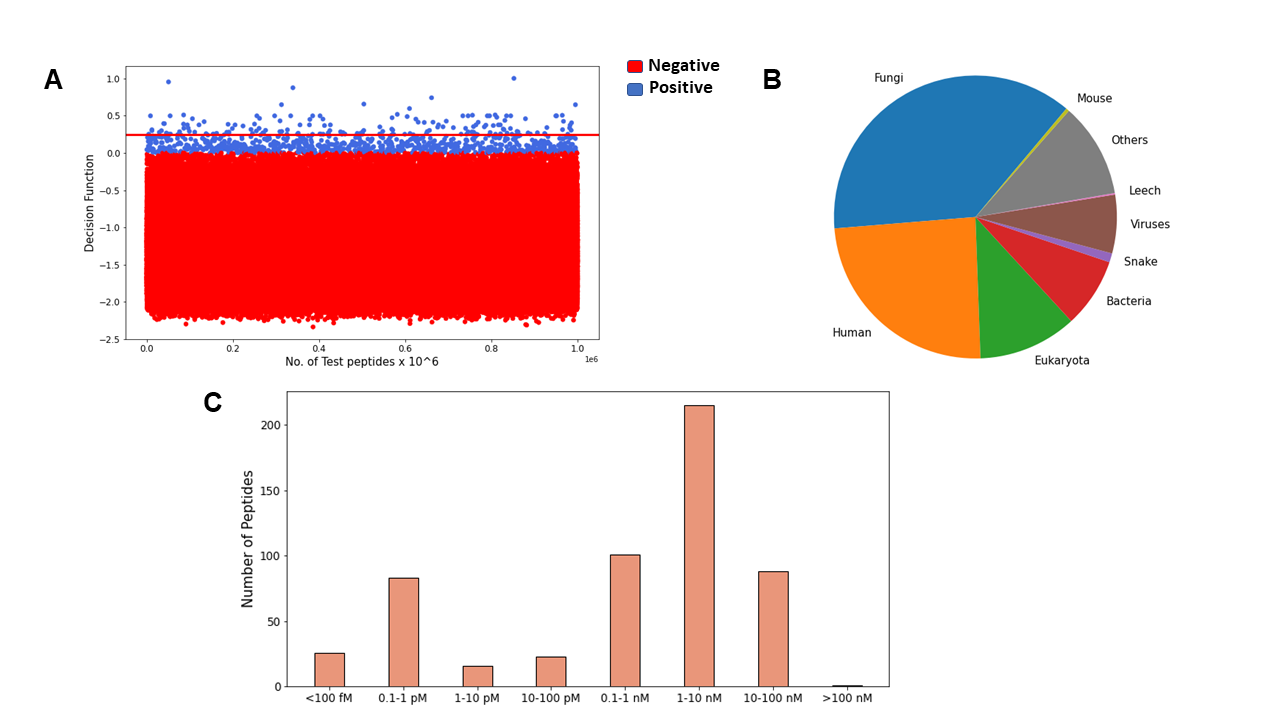 A
1.0
0.5
0.0
−0.5
−1.0
−1.5
−2.0
−2.5
Decision Function
0.0 0.2 0.4 0.6 0.8 1.0
1e6
No. of Test peptides x 10^6
Negative
Positive
B
Fungi
Mouse
Others
Leech
Viruses
Snake
Bacteria
Eukaryota
Human
C
200
150
100
50
0
Number of Peptides
<100 fM 0.1-1 pM 1-10 pM 10-100 pM 0.1-1 nM 1-10 nM 10-100 nM >100 nM